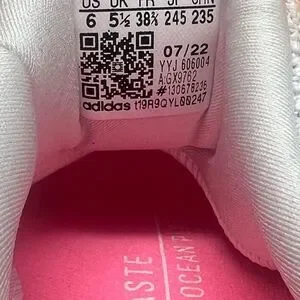 US UK FR JP CHN
6 5½ 38⅔ 245 235
07/22
YYJ 606004
A:GX9762
#130678236
adidas t19R9QYL00247
ASTE
OCEAN P